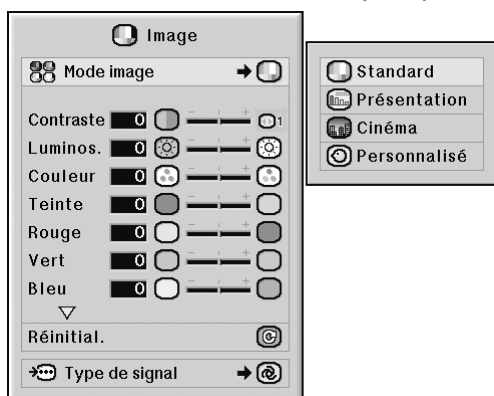 Image
Mode image
Contraste 0 1
Luminos. 0
Couleur 0
Teinte 0
Rouge 0
Vert 0
Bleu 0
Réinitial.
Type de signal
Standard
Présentation
Cinéma
Personnalisé